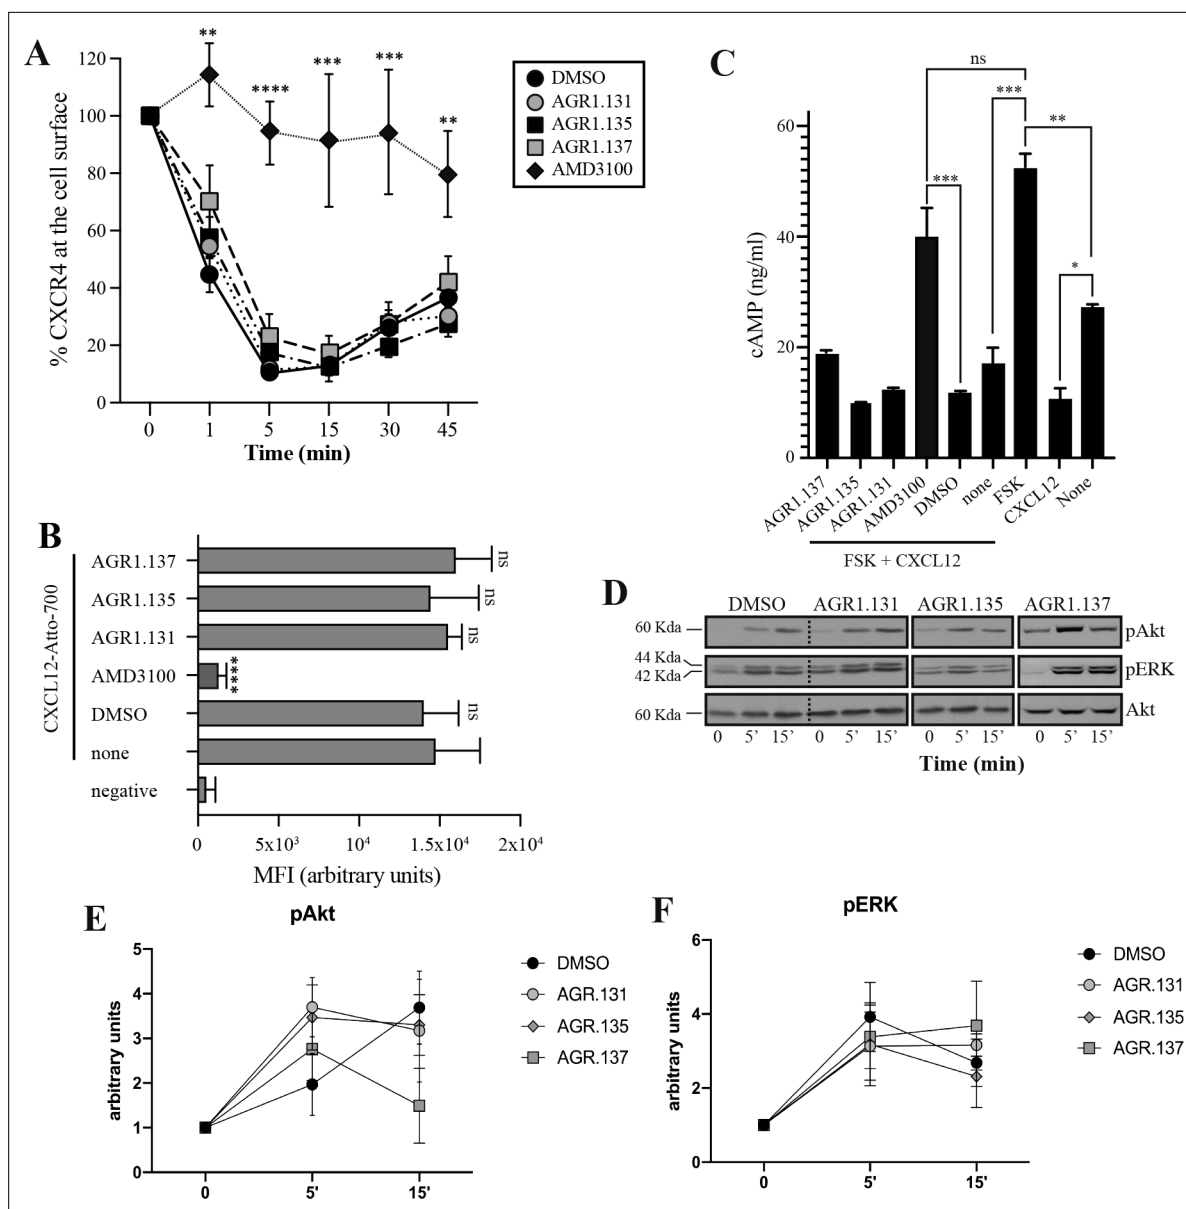 A
120
100
80
60
40
20
0
% CXCR4 at the cell surface
**
****
***
***
**
0 1 5 15 30 45
Time (min)
DMSO
AGR1.131
AGR1.135
AGR1.137
AMD3100
C
ns
***
**
***
*
60
40
20
0
cAMP (ng/ml)
AGR1.137
AGR1.135
AGR1.131
AMD3100
DMSO
none
FSK
CXCL12
None
FSK + CXCL12
B
CXCL12-Atto-700
AGR1.137
ns
AGR1.135
ns
AGR1.131
ns
AMD3100
****
DMSO
ns
none
negative
0 5x10³ 10⁴ 1.5x10⁴ 2x10⁴
MFI (arbitrary units)
D
DMSO AGR1.131 AGR1.135 AGR1.137
60 Kda
pAkt
44 Kda
42 Kda
pERK
60 Kda
Akt
0 5’ 15’ 0 5’ 15’ 0 5’ 15’ 0 5’ 15’
Time (min)
E
pAkt
5
4
3
2
1
0
arbitrary units
0 5' 15'
DMSO
AGR.131
AGR.135
AGR.137
F
pERK
6
4
2
0
arbitrary units
0 5' 15'
DMSO
AGR.131
AGR.135
AGR.137